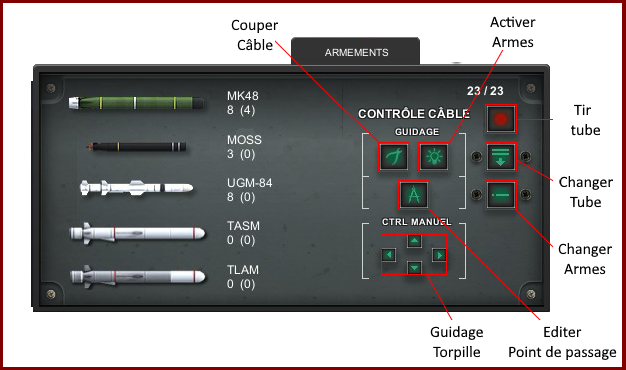 Couper
Câble
Activer
Armes
ARMEMENTS
MK48
8 (4)
23 / 23
CONTRÔLE CÂBLE
GUIDAGE
Tir
tube
MOSS
3 (0)
UGM-84
8 (0)
Changer
Tube
TASM
0 (0)
CTRL MANUEL
Changer
Armes
TLAM
0 (0)
Guidage
Torpille
Editer
Point de passage